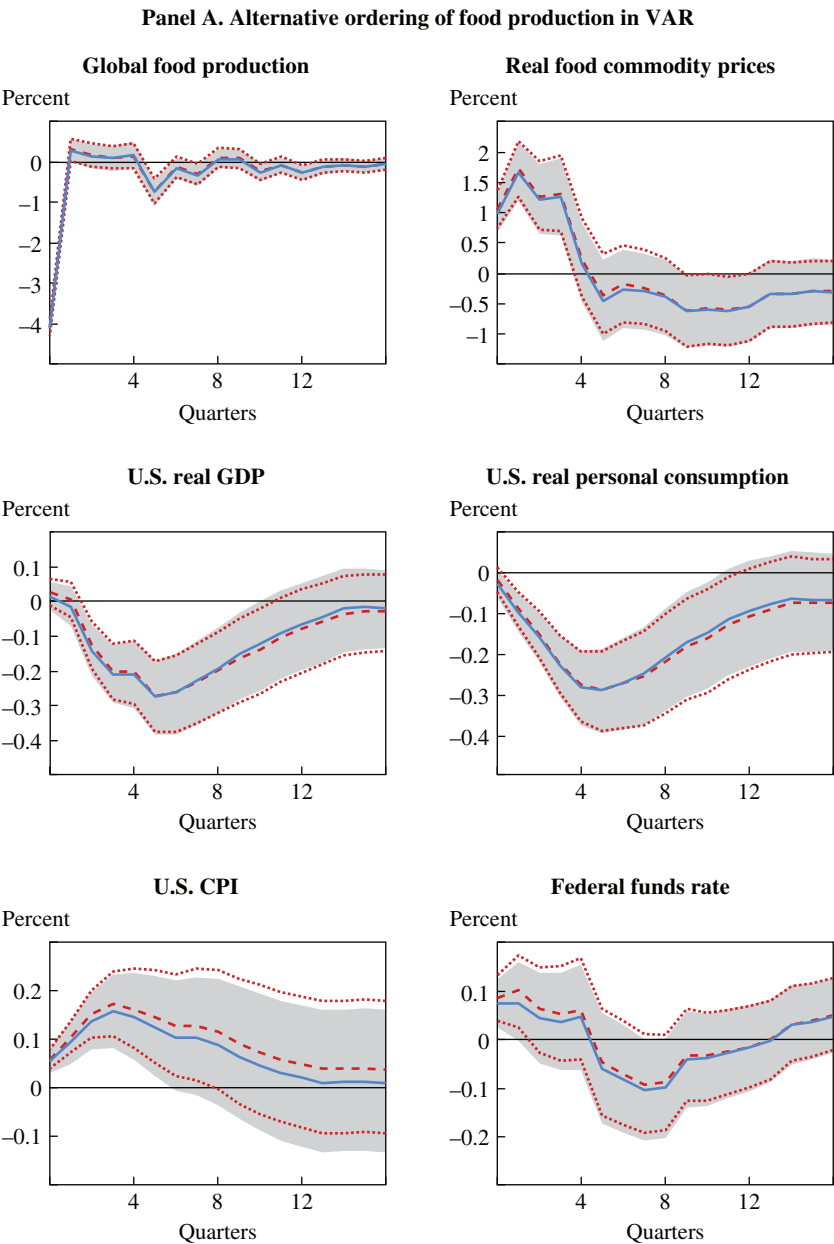 Panel A. Alternative ordering of food production in VAR
Global food production
Percent
0
–1
–2
–3
–4
4
8
12
Quarters
Real food commodity prices
Percent
2
1.5
1
0.5
0
–0.5
–1
4
8
12
Quarters
U.S. real GDP
Percent
0.1
0
–0.1
–0.2
–0.3
–0.4
4
8
12
Quarters
U.S. real personal consumption
Percent
0
–0.1
–0.2
–0.3
–0.4
4
8
12
Quarters
U.S. CPI
Percent
0.2
0.1
0
–0.1
4
8
12
Quarters
Federal funds rate
Percent
0.1
0
–0.1
–0.2
4
8
12
Quarters